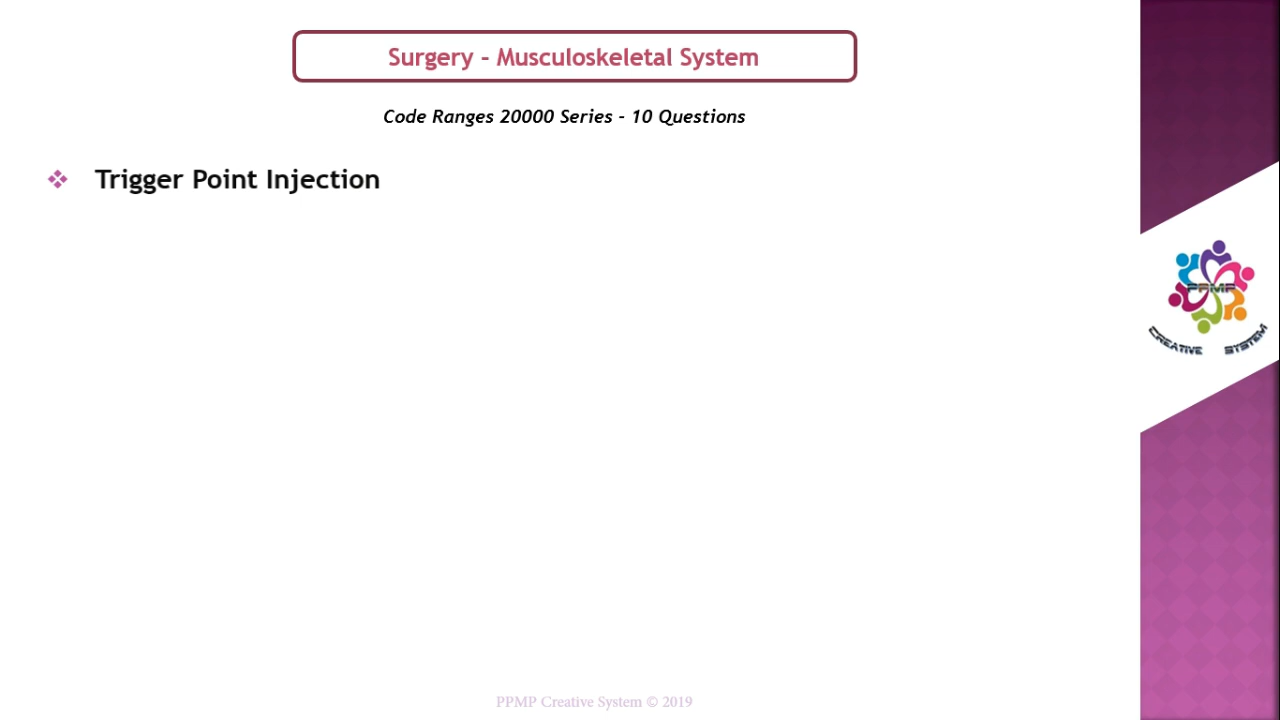 Surgery - Musculoskeletal System
Code Ranges 20000 Series - 10 Questions
Trigger Point Injection
PPMP
CREATIVE SYSTEM
PPMP Creative System © 2019